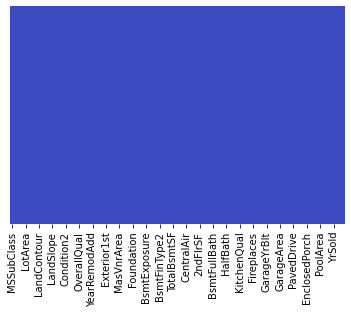 MSSubClass
LotArea
LandContour
LandSlope
Condition2
OverallQual
YearRemodAdd
Exterior1st
MasVnrArea
Foundation
BsmtExposure
BsmtFinType2
TotalBsmtSF
CentralAir
2ndFlrSF
BsmtFullBath
HalfBath
KitchenQual
Fireplaces
GarageYrBlt
GarageArea
PavedDrive
EnclosedPorch
PoolArea
YrSold